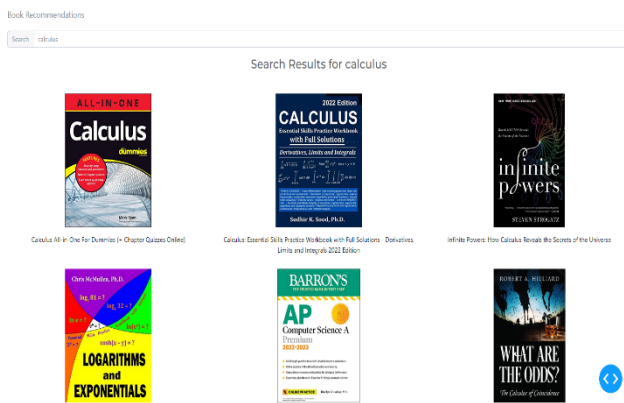 Book Recommendations
Search calculus
Search Results for calculus
ALL-IN-ONE
Calculus
dummies
2022 Edition
CALCULUS
Essential Skills Practice Workbook
with Full Solutions
Derivatives, Limits and Integrals
Sudhir K. Sood, Ph.D.
infinite
powers
STEVEN STROGATZ
Calculus All-in-One For Dummies (+ Chapter Quizzes Online)
Calculus: Essential Skills Practice Workbook with Full Solutions - Derivatives,
Limits and Integrals 2022 Edition
Infinite Powers: How Calculus Reveals the Secrets of the Universe
Chris McMullen, Ph.D.
LOGARITHMS
and
EXPONENTIALS
BARRON'S
AP
Computer Science A
Premium
2022-2023
ROBERT A. HILLIARD
WHAT ARE
THE ODDS?
The Calculus of Coincidence